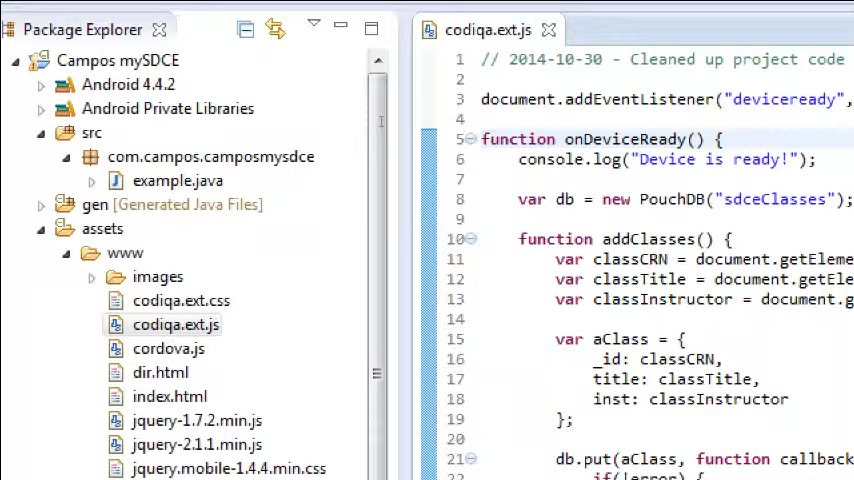 Package Explorer
Campos mySDCE
Android 4.4.2
Android Private Libraries
src
com.campos.camposmysdce
example.java
gen [Generated Java Files]
assets
www
images
codiqa.ext.css
codiqa.ext.js
cordova.js
dir.html
index.html
jquery-1.7.2.min.js
jquery-2.1.1.min.js
jquery.mobile-1.4.4.min.css
codiqa.ext.js
1 // 2014-10-30 - Cleaned up project code
2
3 document.addEventListener("deviceready",
4
5 function onDeviceReady() {
6 console.log("Device is ready!");
7
8 var db = new PouchDB("sdceClasses");
9
10 function addClasses() {
11 var classCRN = document.getEleme
12 var classTitle = document.getEle
13 var classInstructor = document.g
14
15 var aClass = {
16 _id: classCRN,
17 title: classTitle,
18 inst: classInstructor
19 };
20
21 db.put(aClass, function callback
22 if(!error) {